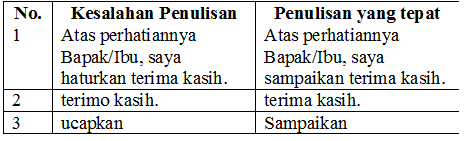 No. Kesalahan Penulisan Penulisan yang tepat
1 Atas perhatiannya Atas perhatiannya
Bapak/Ibu, saya Bapak/Ibu, saya
haturkan terima kasih. sampaikan terima kasih.
2 terimo kasih. terima kasih.
3 ucapkan Sampaikan